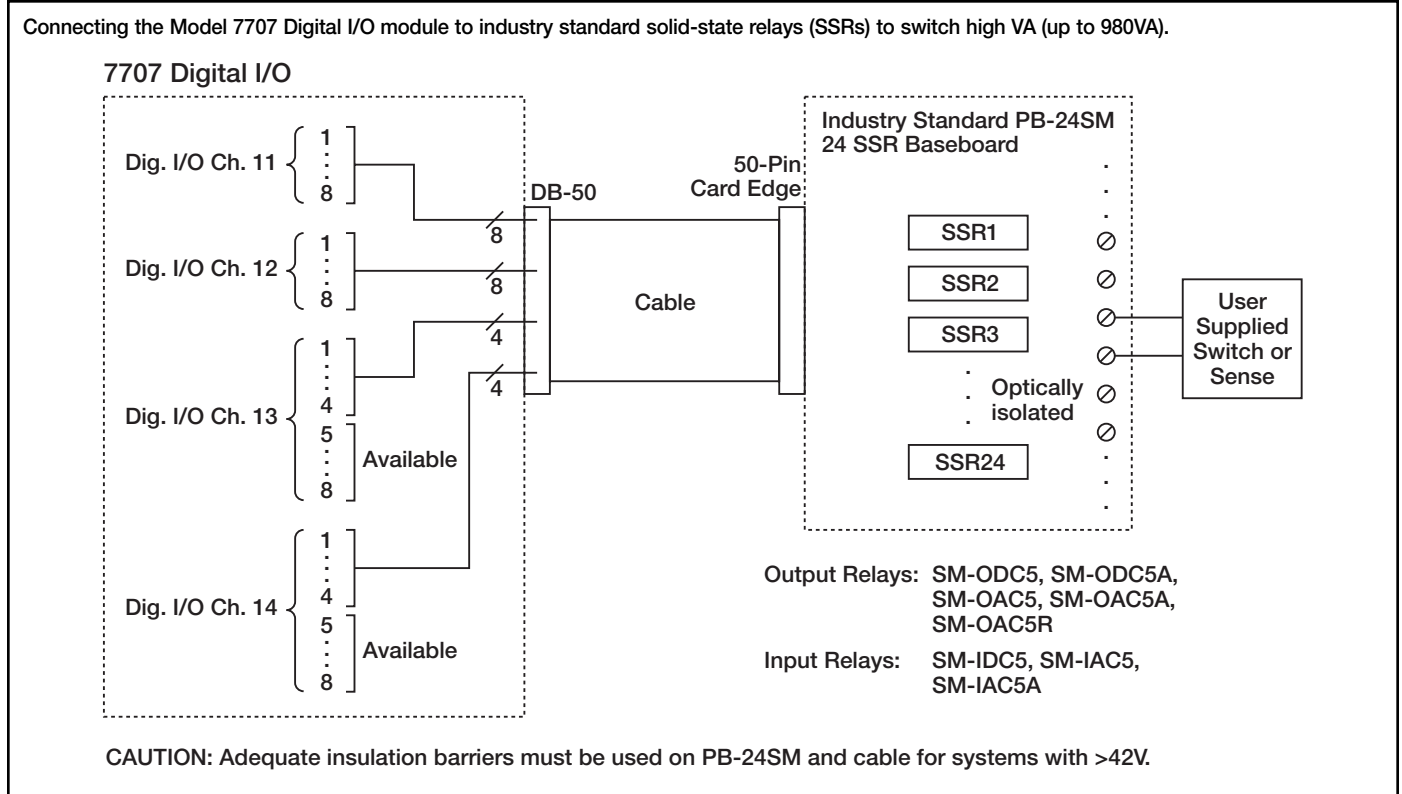 Connecting the Model 7707 Digital I/O module to industry standard solid-state relays (SSRs) to switch high VA (up to 980VA).
7707 Digital I/O
Dig. I/O Ch. 11
1
8
8
Dig. I/O Ch. 12
1
8
8
Dig. I/O Ch. 13
1
4
4
5
8
Available
Dig. I/O Ch. 14
1
4
4
5
8
Available
DB-50
Cable
50-Pin
Card Edge
Industry Standard PB-24SM
24 SSR Baseboard
SSR1
SSR2
SSR3
Optically
isolated
SSR24
User
Supplied
Switch or
Sense
Output Relays: SM-ODC5, SM-ODC5A,
SM-OAC5, SM-OAC5A,
SM-OAC5R
Input Relays: SM-IDC5, SM-IAC5,
SM-IAC5A
CAUTION: Adequate insulation barriers must be used on PB-24SM and cable for systems with >42V.